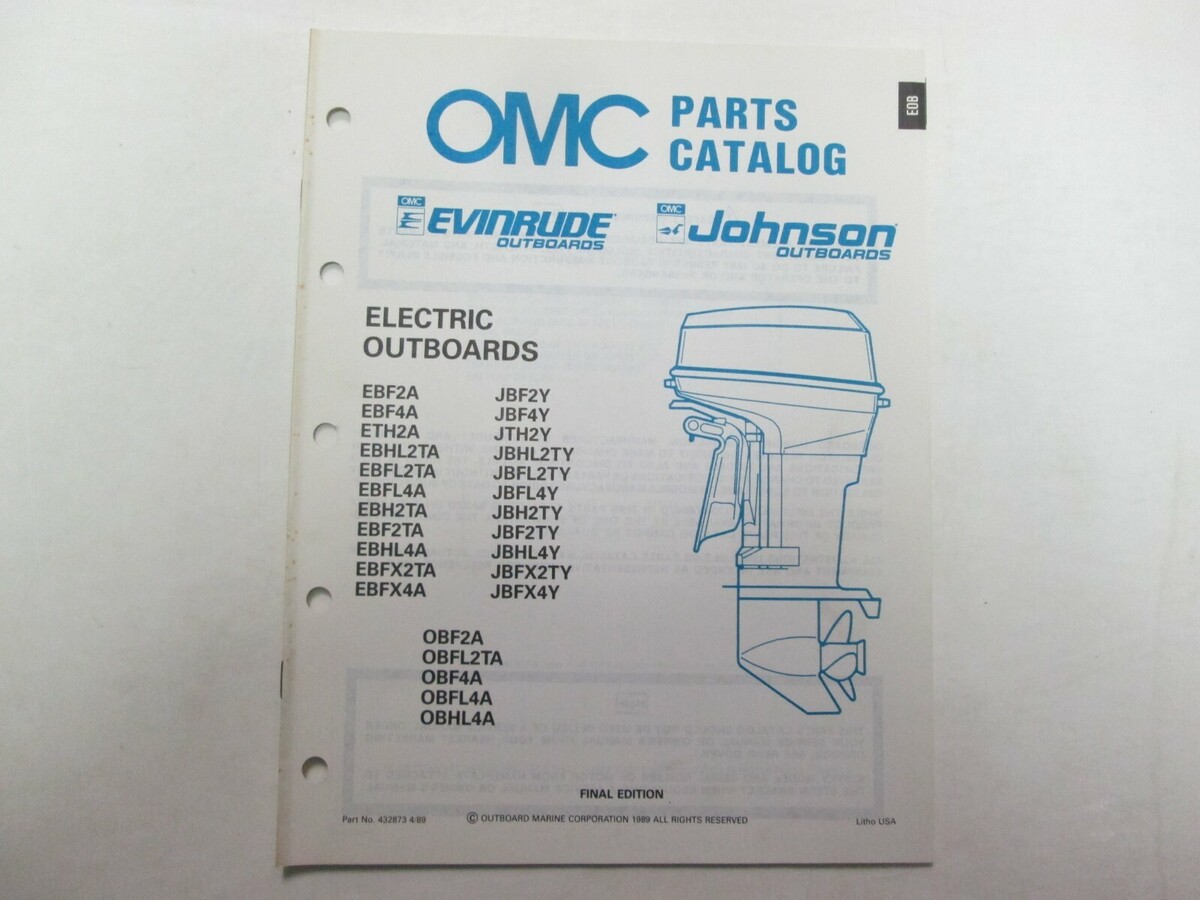 OMC PARTS
CATALOG
EOB
OMC
EVINRUDE
OUTBOARDS
OMC
Johnson
OUTBOARDS
ELECTRIC
OUTBOARDS
EBF2A JBF2Y
EBF4A JBF4Y
ETH2A JTH2Y
EBHL2TA JBHL2TY
EBFL2TA JBFL2TY
EBFL4A JBFL4Y
EBH2TA JBH2TY
EBF2TA JBF2TY
EBHL4A JBHL4Y
EBFX2TA JBFX2TY
EBFX4A JBFX4Y
OBF2A
OBFL2TA
OBF4A
OBFL4A
OBHL4A
FINAL EDITION
Part No. 432873 4/89 © OUTBOARD MARINE CORPORATION 1989 ALL RIGHTS RESERVED Litho USA